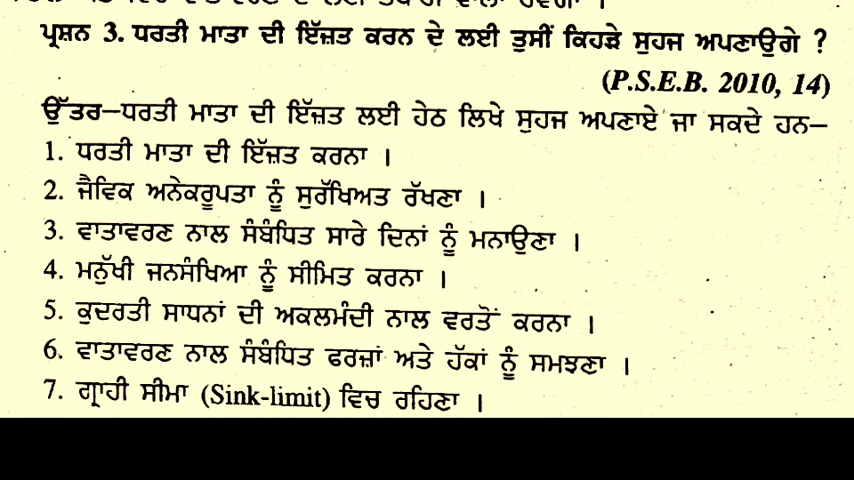 ਪ੍ਰਸ਼ਨ 3. ਧਰਤੀ ਮਾਤਾ ਦੀ ਇੱਜ਼ਤ ਕਰਨ ਦੇ ਲਈ ਤੁਸੀਂ ਕਿਹੜੇ ਸੁਹਜ ਅਪਣਾਉਗੇ ?
(P.S.E.B. 2010, 14)
ਉੱਤਰ—ਧਰਤੀ ਮਾਤਾ ਦੀ ਇੱਜ਼ਤ ਲਈ ਹੇਠ ਲਿਖੇ ਸੁਹਜ ਅਪਣਾਏ ਜਾ ਸਕਦੇ ਹਨ—
1. ਧਰਤੀ ਮਾਤਾ ਦੀ ਇੱਜ਼ਤ ਕਰਨਾ ।
2. ਜੈਵਿਕ ਅਨੇਕਰੂਪਤਾ ਨੂੰ ਸੁਰੱਖਿਅਤ ਰੱਖਣਾ ।
3. ਵਾਤਾਵਰਣ ਨਾਲ ਸੰਬੰਧਿਤ ਸਾਰੇ ਦਿਨਾਂ ਨੂੰ ਮਨਾਉਣਾ ।
4. ਮਨੁੱਖੀ ਜਨਸੰਖਿਆ ਨੂੰ ਸੀਮਿਤ ਕਰਨਾ ।
5. ਕੁਦਰਤੀ ਸਾਧਨਾਂ ਦੀ ਅਕਲਮੰਦੀ ਨਾਲ ਵਰਤੋਂ ਕਰਨਾ ।
6. ਵਾਤਾਵਰਣ ਨਾਲ ਸੰਬੰਧਿਤ ਫਰਜ਼ਾਂ ਅਤੇ ਹੱਕਾਂ ਨੂੰ ਸਮਝਣਾ ।
7. ਗ੍ਰਾਹੀ ਸੀਮਾ (Sink-limit) ਵਿਚ ਰਹਿਣਾ ।